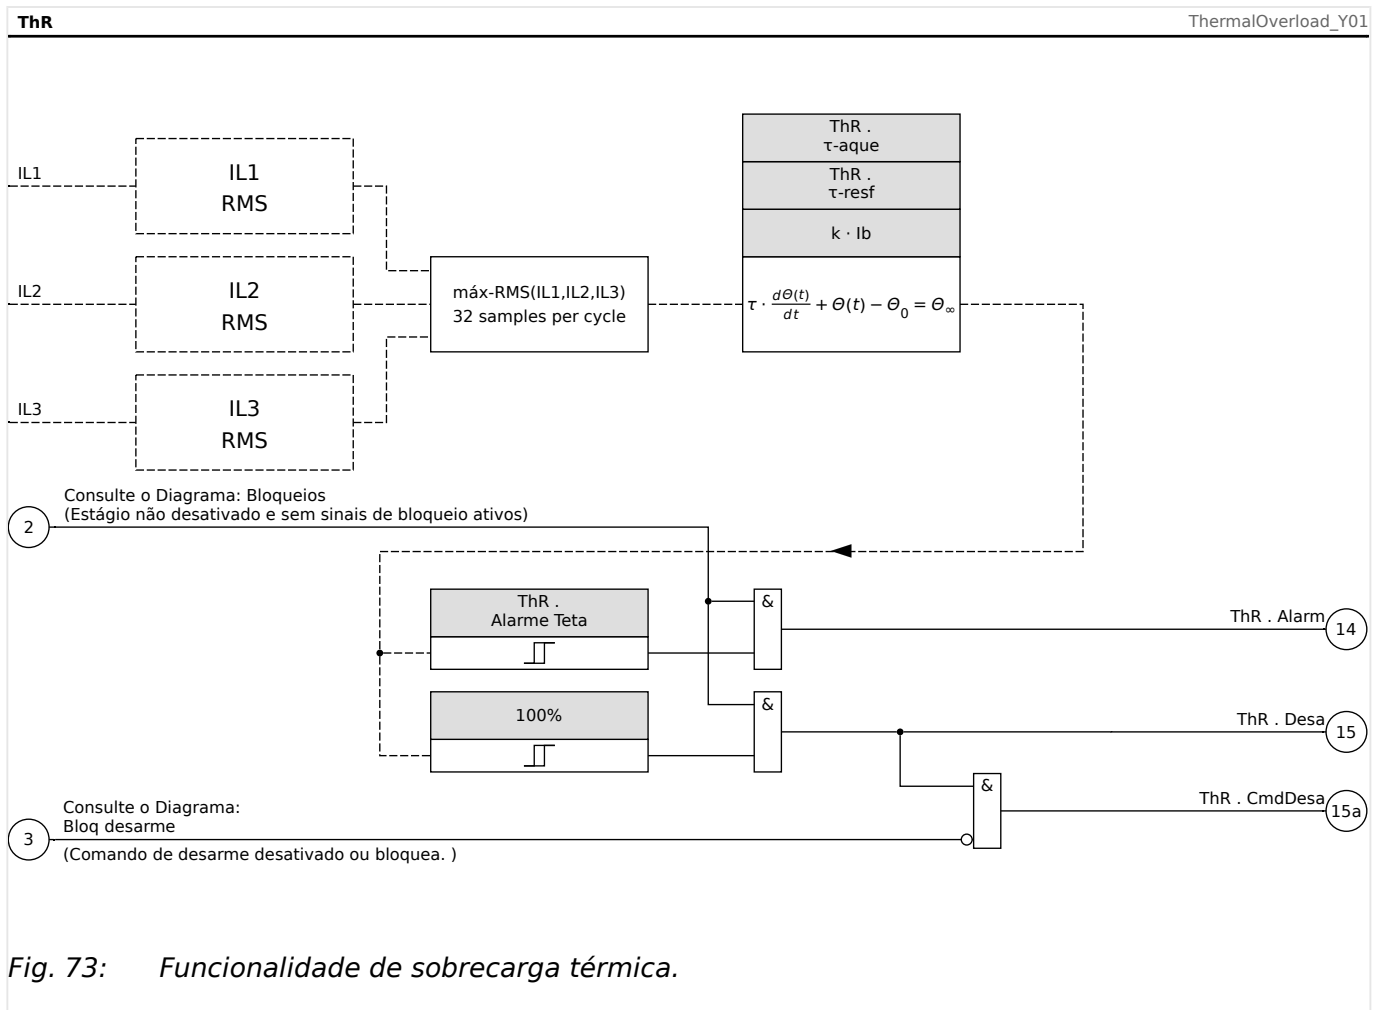 ThR
ThermalOverload_Y01
IL1
IL1
RMS
IL2
IL2
RMS
IL3
IL3
RMS
máx-RMS(IL1,IL2,IL3)
32 samples per cycle
ThR .
τ-aque
ThR .
τ-resf
k · Ib
τ · dΘ(t)/dt + Θ(t) − Θ₀ = Θ∞
Consulte o Diagrama: Bloqueios
(Estágio não desativado e sem sinais de bloqueio ativos)
2
ThR .
Alarme Teta
&
ThR . Alarm
14
100%
&
ThR . Desa
15
&
ThR . CmdDesa
15a
Consulte o Diagrama:
Bloq desarme
3
(Comando de desarme desativado ou bloquea. )
Fig. 73: Funcionalidade de sobrecarga térmica.